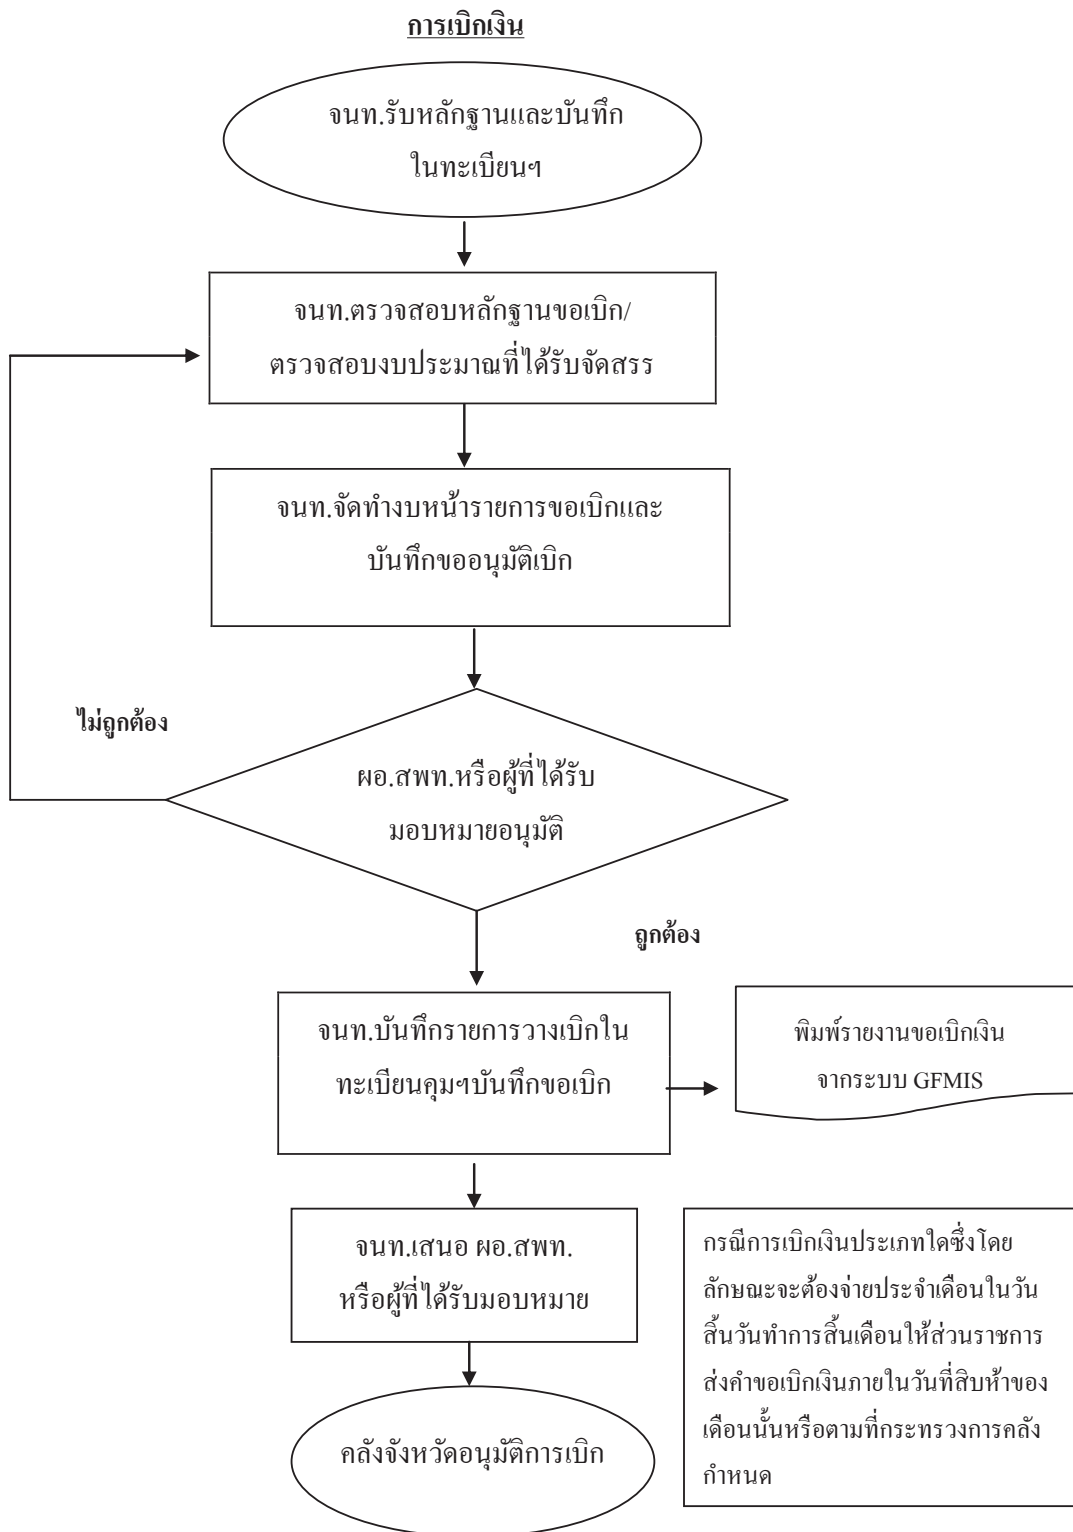 การเบิกเงิน
จนท.รับหลักฐานและบันทึก
ในทะเบียนฯ
จนท.ตรวจสอบหลักฐานขอเบิก/
ตรวจสอบงบประมาณที่ได้รับจัดสรร
จนท.จัดทำงบหน้ารายการขอเบิกและ
บันทึกขออนุมัติเบิก
ไม่ถูกต้อง
ผอ.สพท.หรือผู้ที่ได้รับ
มอบหมายอนุมัติ
ถูกต้อง
จนท.บันทึกรายการวางเบิกใน
ทะเบียนคุมฯบันทึกขอเบิก
พิมพ์รายงานขอเบิกเงิน
จากระบบ GFMIS
จนท.เสนอ ผอ.สพท.
หรือผู้ที่ได้รับมอบหมาย
กรณีการเบิกเงินประเภทใดซึ่งโดย
ลักษณะจะต้องจ่ายประจำเดือนในวัน
สิ้นวันทำการสิ้นเดือนให้ส่วนราชการ
ส่งคำขอเบิกเงินภายในวันที่สิบห้าของ
เดือนนั้นหรือตามที่กระทรวงการคลัง
กำหนด
คลังจังหวัดอนุมัติการเบิก